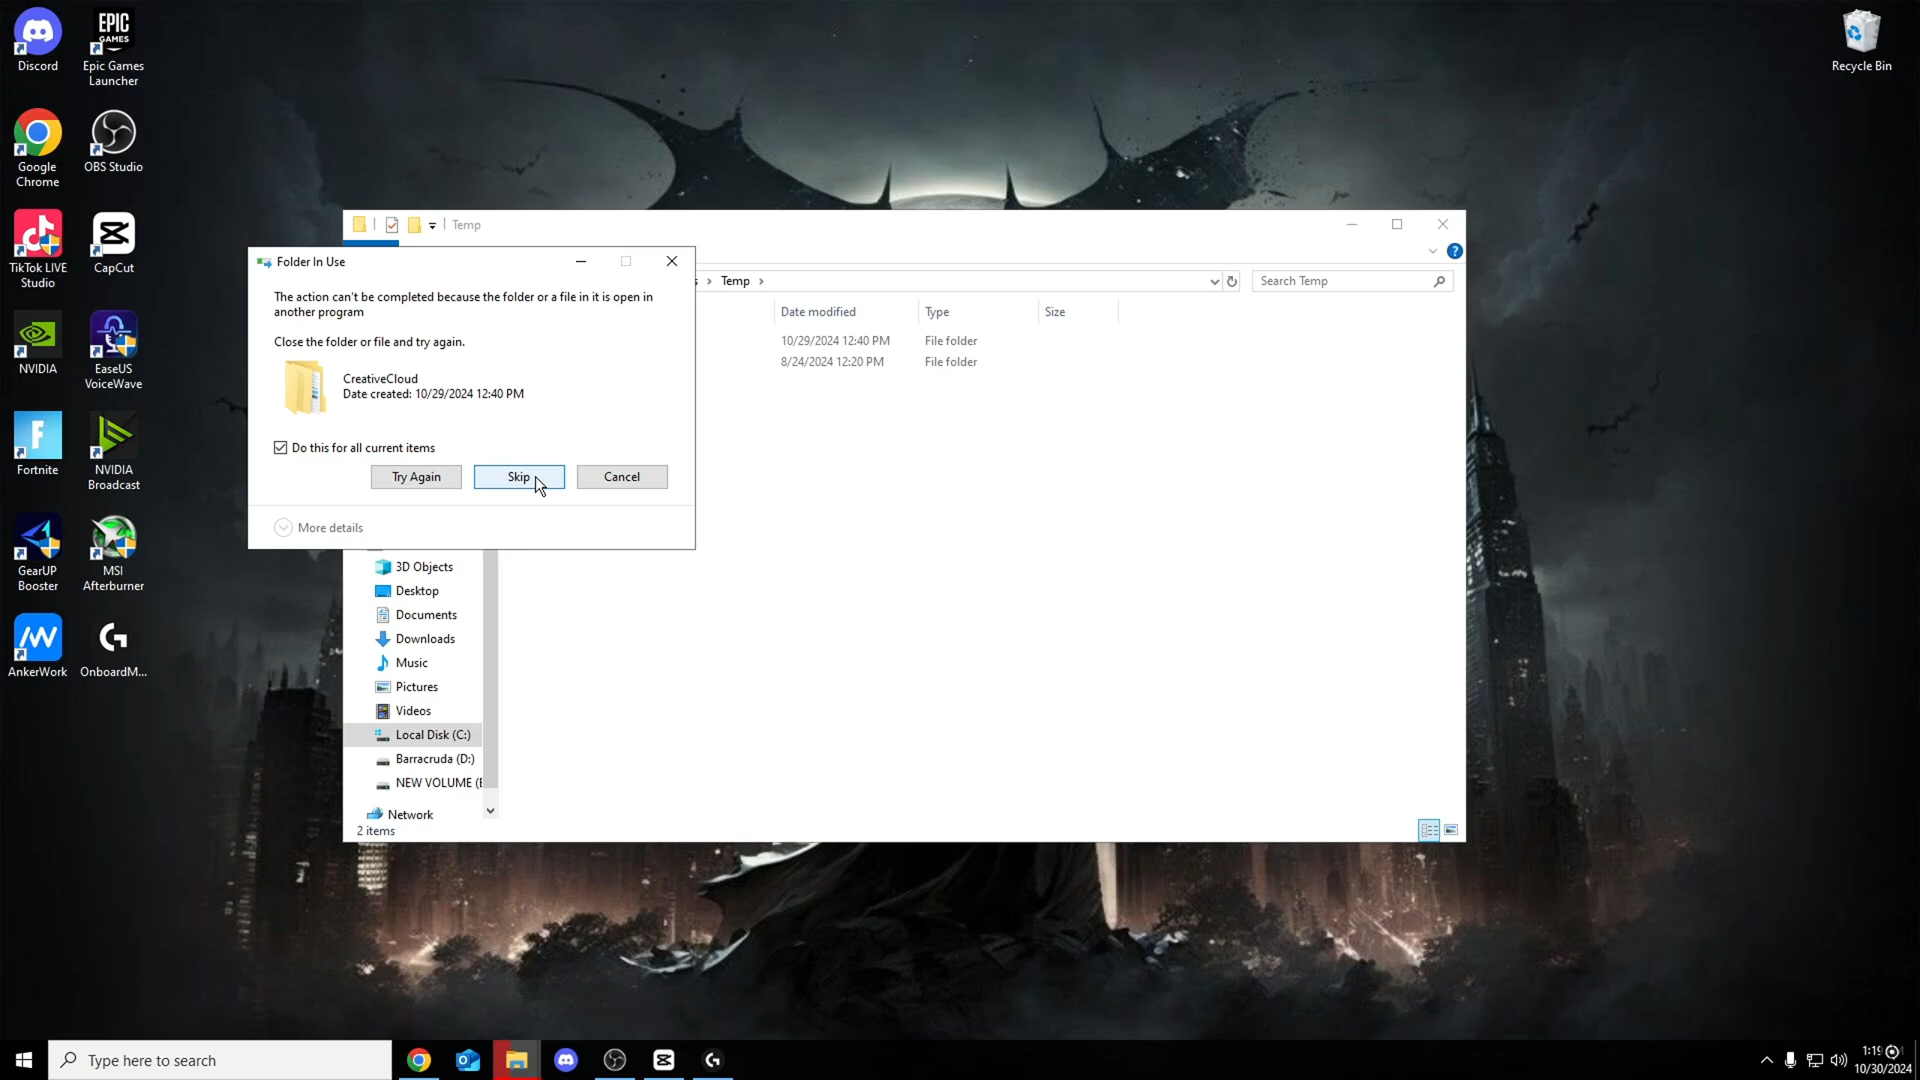 Discord
EPIC
GAMES
Epic Games
Launcher
Recycle Bin
Google
Chrome
OBS Studio
TikTok LIVE
Studio
CapCut
NVIDIA
EaseUS
VoiceWave
Fortnite
NVIDIA
Broadcast
GearUP
Booster
MSI
Afterburner
AnkerWork
OnboardM...
Temp
Folder In Use
The action can't be completed because the folder or a file in it is open in
another program
Close the folder or file and try again.
CreativeCloud
Date created: 10/29/2024 12:40 PM
Do this for all current items
Try Again
Skip
Cancel
More details
Temp
Search Temp
Date modified
Type
Size
10/29/2024 12:40 PM
File folder
8/24/2024 12:20 PM
File folder
3D Objects
Desktop
Documents
Downloads
Music
Pictures
Videos
Local Disk (C:)
Barracuda (D:)
NEW VOLUME (E
Network
2 items
Type here to search
1:19
10/30/2024